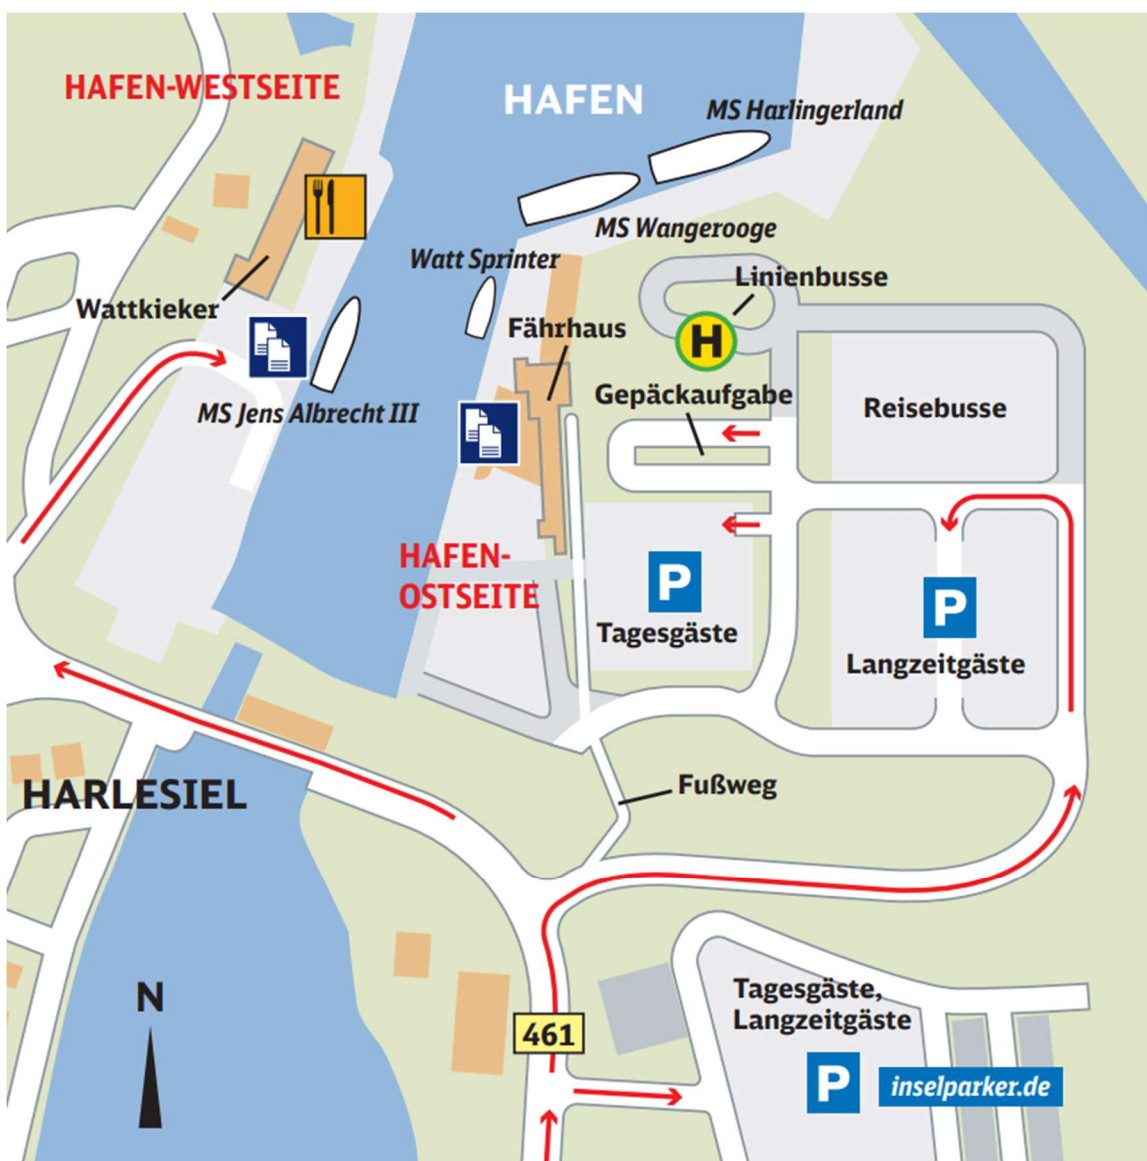 HAFEN-WESTSEITE
HAFEN
MS Harlingerland
MS Wangerooge
Watt Sprinter
Linienbusse
Wattkieker
Fährhaus
H
Gepäckaufgabe
MS Jens Albrecht III
Reisebusse
HAFEN-
OSTSEITE
P
Tagesgäste
P
Langzeitgäste
HARLESIEL
Fußweg
N
461
Tagesgäste,
Langzeitgäste
P
inselparker.de